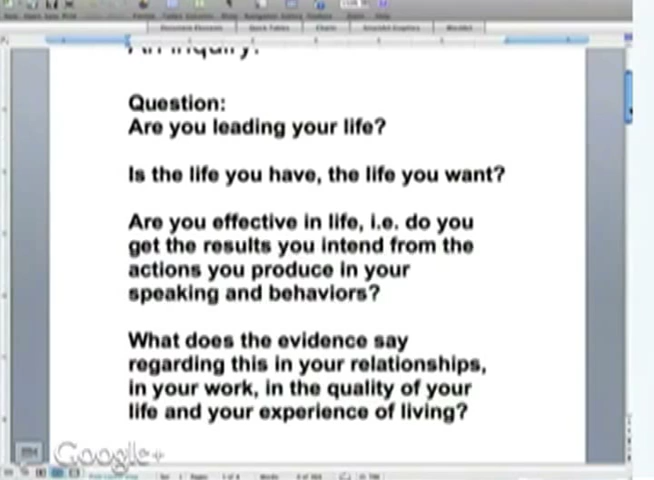 An inquiry:
Question:
Are you leading your life?
Is the life you have, the life you want?
Are you effective in life, i.e. do you
get the results you intend from the
actions you produce in your
speaking and behaviors?
What does the evidence say
regarding this in your relationships,
in your work, in the quality of your
life and your experience of living?
Google+